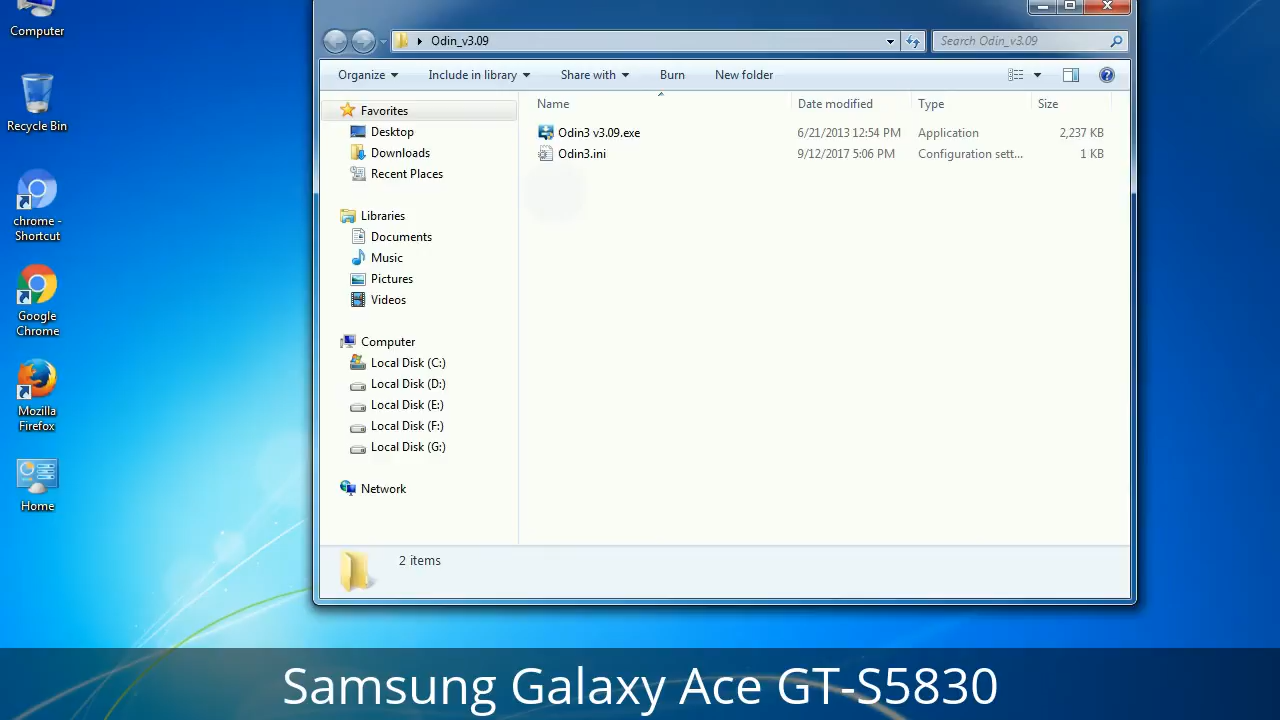 Computer
Recycle Bin
chrome -
Shortcut
Google
Chrome
Mozilla
Firefox
Home
Odin_v3.09
Search Odin_v3.09
Organize
Include in library
Share with
Burn
New folder
Favorites
Desktop
Downloads
Recent Places
Libraries
Documents
Music
Pictures
Videos
Computer
Local Disk (C:)
Local Disk (D:)
Local Disk (E:)
Local Disk (F:)
Local Disk (G:)
Network
Name Date modified Type Size
Odin3 v3.09.exe 6/21/2013 12:54 PM Application 2,237 KB
Odin3.ini 9/12/2017 5:06 PM Configuration sett... 1 KB
2 items
Samsung Galaxy Ace GT-S5830